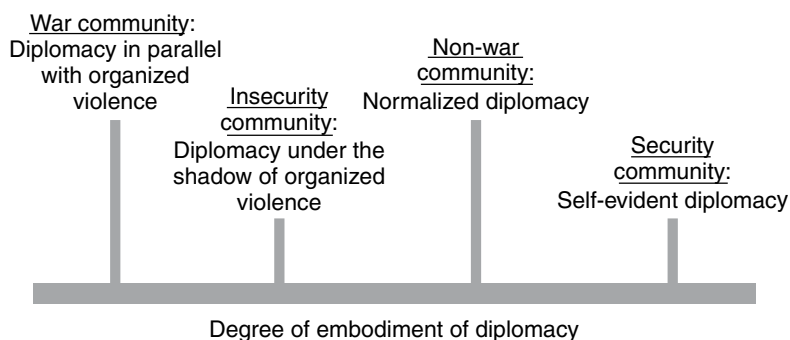 War community:
Diplomacy in parallel
with organized
violence
Insecurity
community:
Diplomacy under the
shadow of organized
violence
Non-war
community:
Normalized diplomacy
Security
community:
Self-evident diplomacy
Degree of embodiment of diplomacy